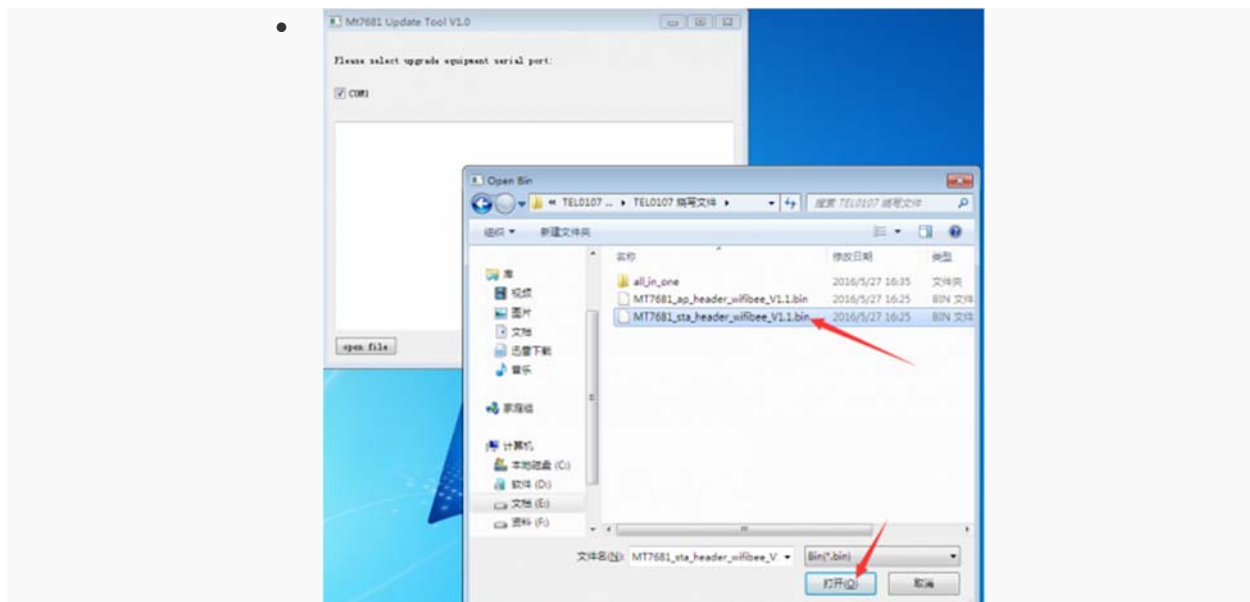 Mt7681 Update Tool V1.0
Please select upgrade equipment serial port:
COM1
open file
Open Bin
« TEL0107 ... ▸ TEL0107 烧写文件 ▸
搜索 TEL0107 烧写文件
组织 ▾
新建文件夹
名称
修改日期
类型
库
视频
图片
文档
迅雷下载
音乐
家庭组
计算机
本地磁盘 (C:)
软件 (D:)
文档 (E:)
资料 (F:)
all_in_one
2016/5/27 16:35
文件夹
MT7681_ap_header_wifibee_V1.1.bin
2016/5/27 16:25
BIN 文件
MT7681_sta_header_wifibee_V1.1.bin
2016/5/27 16:25
BIN 文件
文件名(N):
MT7681_sta_header_wifibee_V
Bin(*.bin)
打开(O)
取消